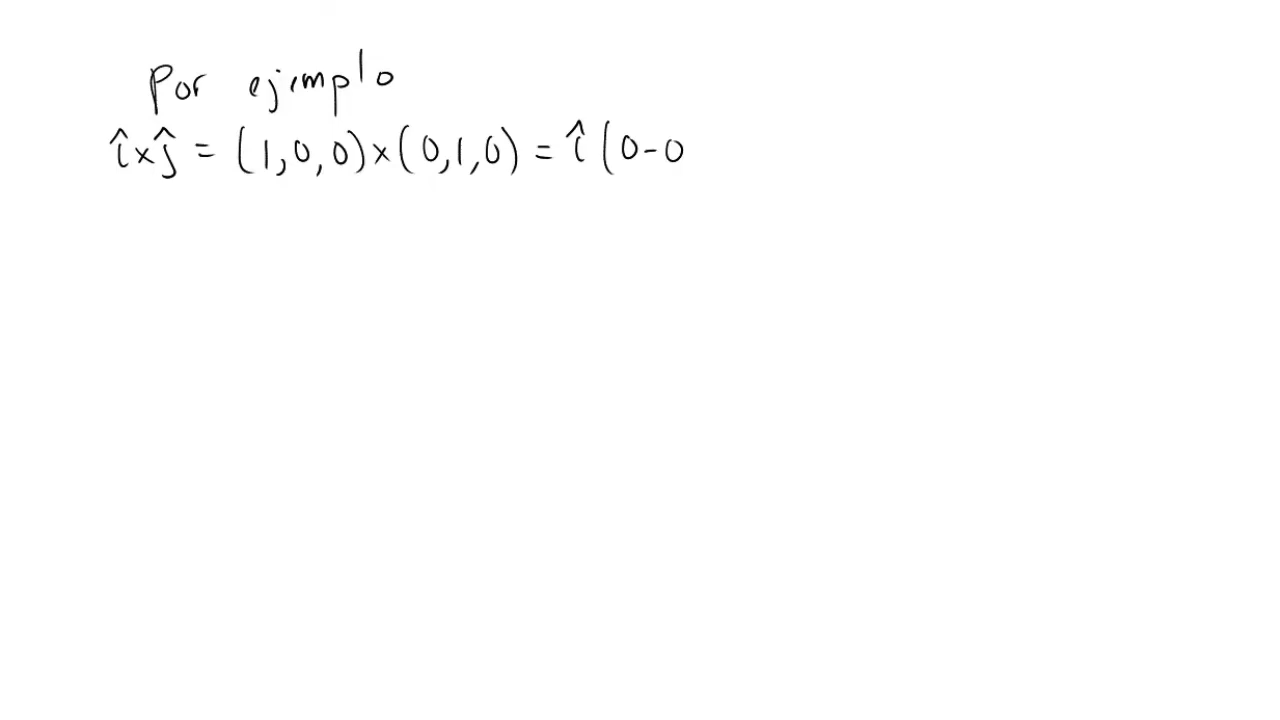 Por ejemplo
î×ĵ = (1,0,0)×(0,1,0) = î (0-0